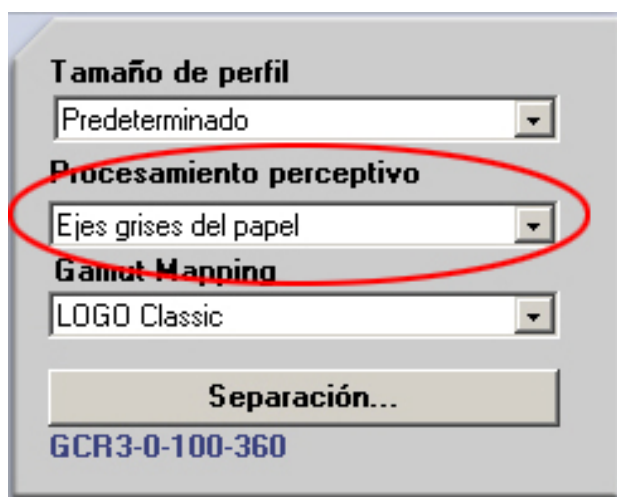 Tamaño de perfil
Predeterminado
Procesamiento perceptivo
Ejes grises del papel
Gamut Mapping
LOGO Classic
Separación...
GCR3-0-100-360